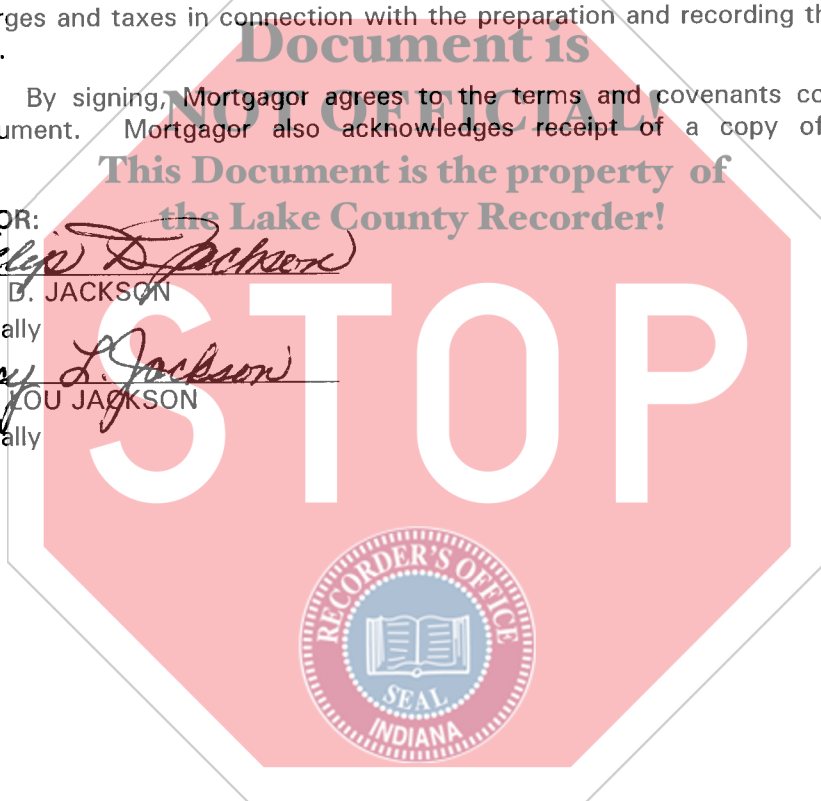 rges and taxes in connection with the preparation and recording th
.
Document is
By signing, Mortgagor agrees to the terms and covenants co
NOT OFFICIAL!
ument. Mortgagor also acknowledges receipt of a copy of
This Document is the property of
the Lake County Recorder!
OR:
D. Jackson
D. JACKSON
ally
y L. Jackson
LOU JACKSON
ally
STOP
RECORDER'S OFFICE
SEAL
INDIANA